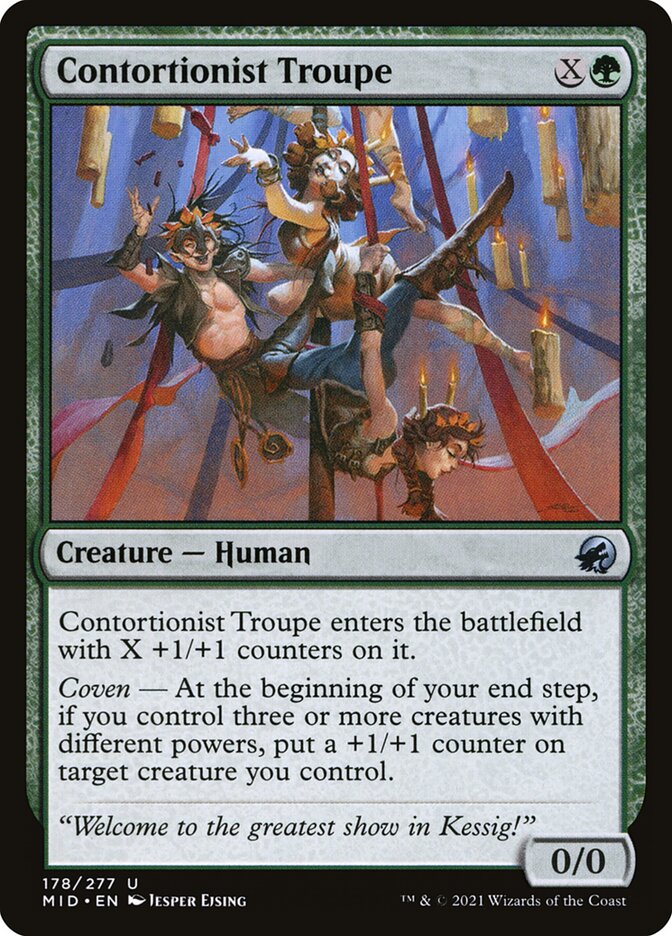 Contortionist Troupe X
Creature — Human
Contortionist Troupe enters the battlefield
with X +1/+1 counters on it.
Coven — At the beginning of your end step,
if you control three or more creatures with
different powers, put a +1/+1 counter on
target creature you control.
“Welcome to the greatest show in Kessig!”
0/0
178/277 U
MID • EN Jesper Ejsing
™ & © 2021 Wizards of the Coast